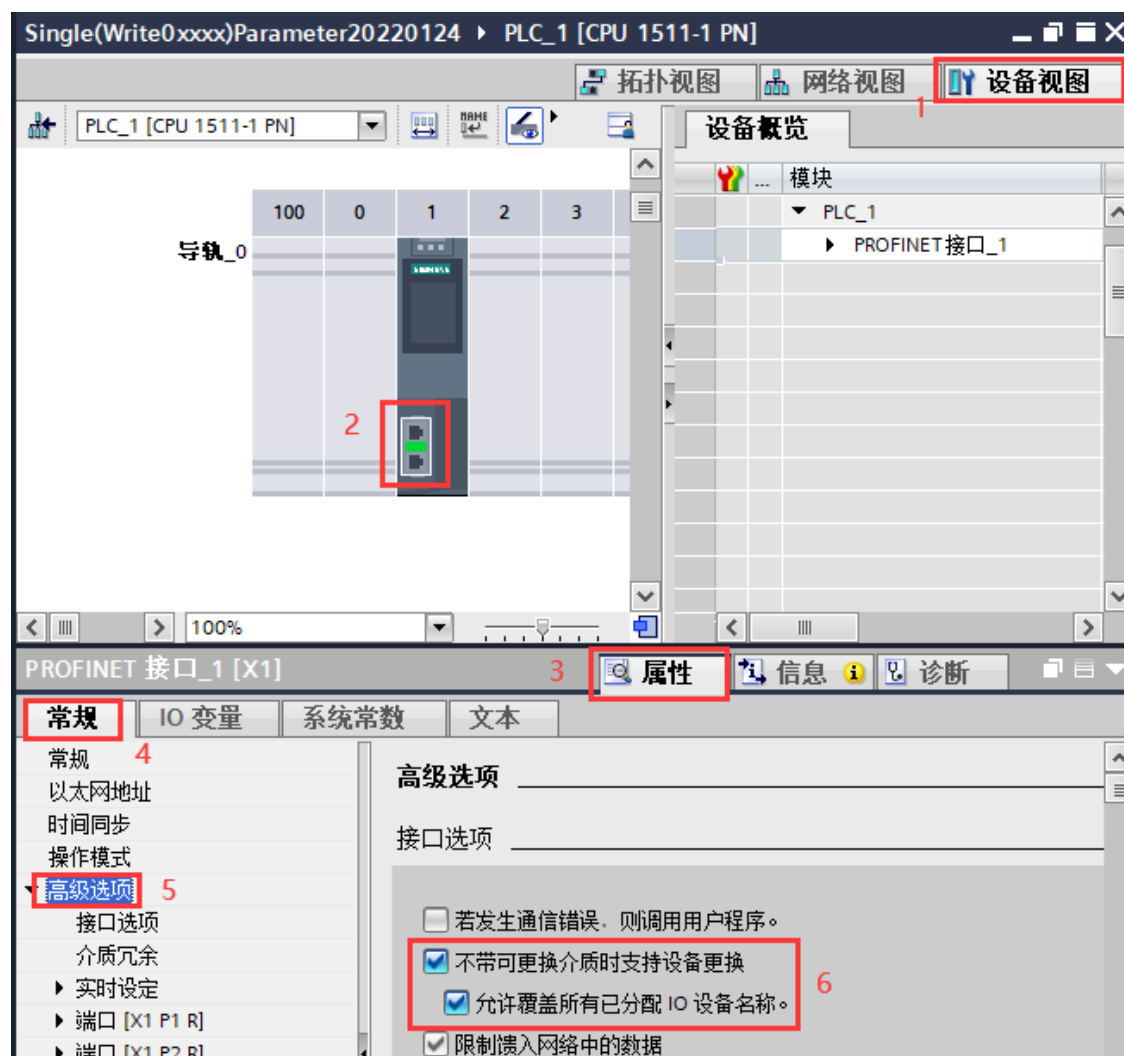 Single(Write0xxxx)Parameter20220124 ▸ PLC_1 [CPU 1511-1 PN]
拓扑视图 网络视图 设备视图
1
PLC_1 [CPU 1511-1 PN]
设备概览
... 模块
100 0 1 2 3
PLC_1
导轨_0
PROFINET接口_1
SIEMENS
2
100%
PROFINET 接口_1 [X1]
3 属性 信息 诊断
常规 IO 变量 系统常数 文本
4
常规
以太网地址
时间同步
操作模式
高级选项 5
接口选项
介质冗余
实时设定
端口 [X1 P1 R]
端口 [X1 P2 R]
高级选项
接口选项
若发生通信错误，则调用用户程序。
不带可更换介质时支持设备更换
允许覆盖所有已分配 IO 设备名称。
6
限制馈入网络中的数据